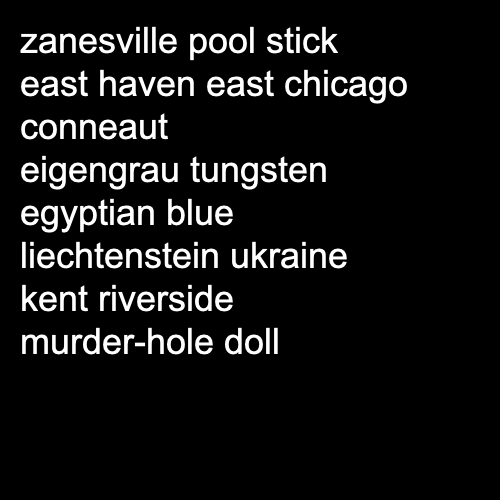 zanesville pool stick
east haven east chicago
conneaut
eigengrau tungsten
egyptian blue
liechtenstein ukraine
kent riverside
murder-hole doll